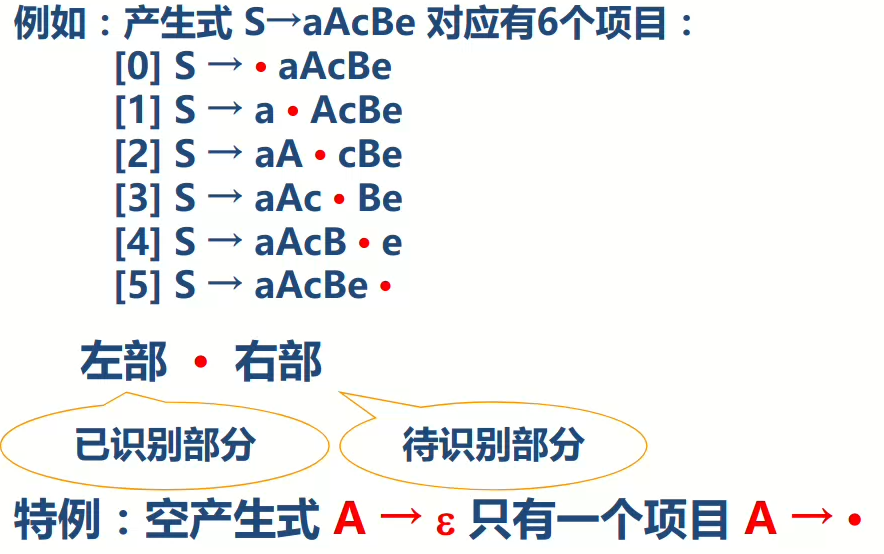 例如：产生式 S→aAcBe 对应有6个项目：
[0] S → • aAcBe
[1] S → a • AcBe
[2] S → aA • cBe
[3] S → aAc • Be
[4] S → aAcB • e
[5] S → aAcBe •
左部 • 右部
已识别部分 待识别部分
特例：空产生式 A → ε 只有一个项目 A → •